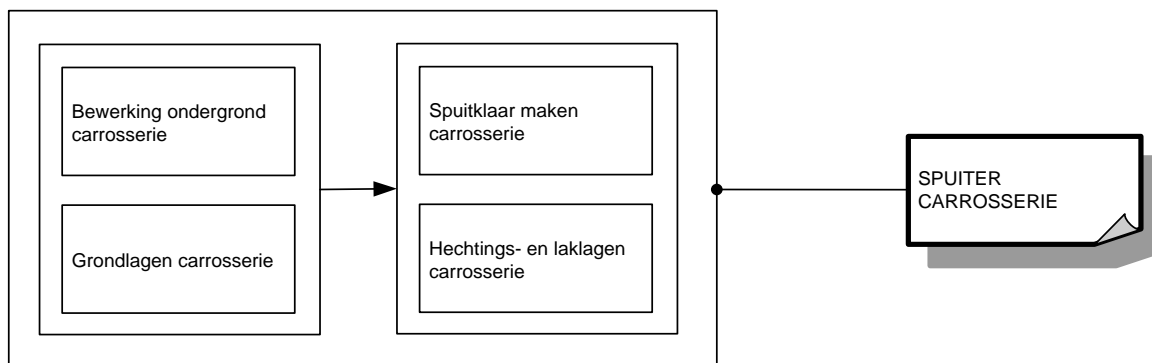 Bewerking ondergrond
carrosserie
Grondlagen carrosserie
Spuitklaar maken
carrosserie
Hechtings- en laklagen
carrosserie
SPUITER
CARROSSERIE